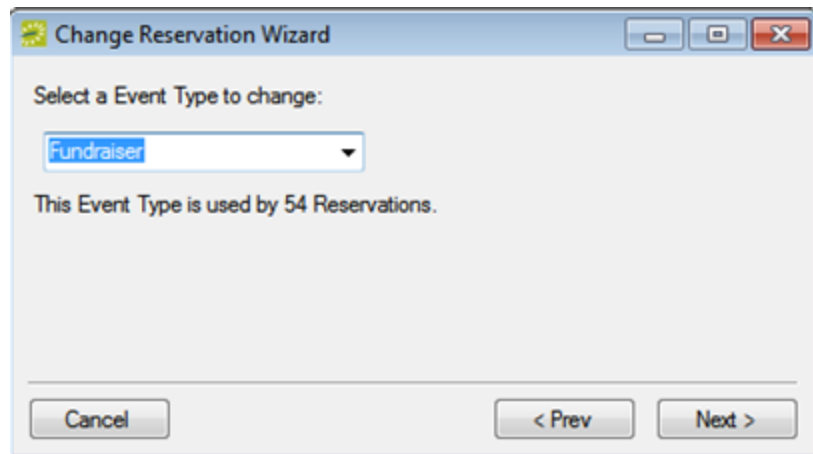 Change Reservation Wizard
Select a Event Type to change:
Fundraiser
This Event Type is used by 54 Reservations.
Cancel
< Prev
Next >